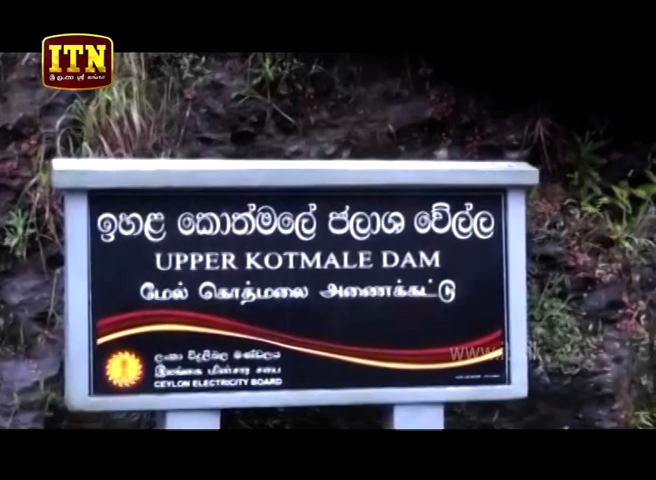 ITN
ශ්‍රී ලංකා
ඉහළ කොත්මලේ ජලාශ වේල්ල
UPPER KOTMALE DAM
மேல் கொத்மலை அணைக்கட்டு
ලංකා විදුලිබල මණ්ඩලය
இலங்கை மின்சார சபை
CEYLON ELECTRICITY BOARD